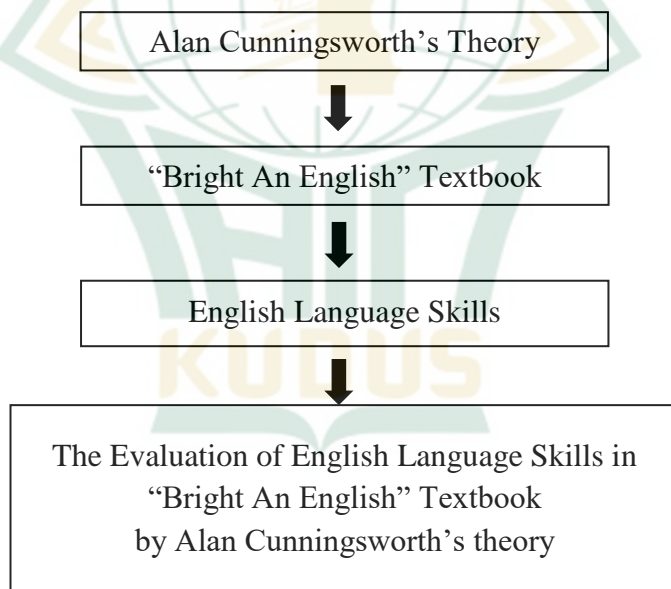 Alan Cunningsworth’s Theory
“Bright An English” Textbook
English Language Skills
KUDUS
The Evaluation of English Language Skills in
“Bright An English” Textbook
by Alan Cunningsworth’s theory